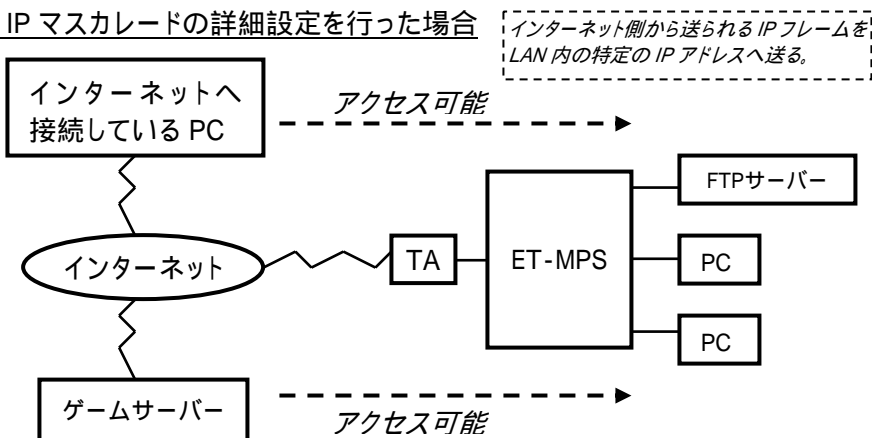 IP マスカレードの詳細設定を行った場合
インターネット側から送られる IP フレームを
LAN 内の特定の IP アドレスへ送る。
インターネットへ
接続している PC
アクセス可能
FTPサーバー
インターネット
TA
ET-MPS
PC
PC
ゲームサーバー
アクセス可能